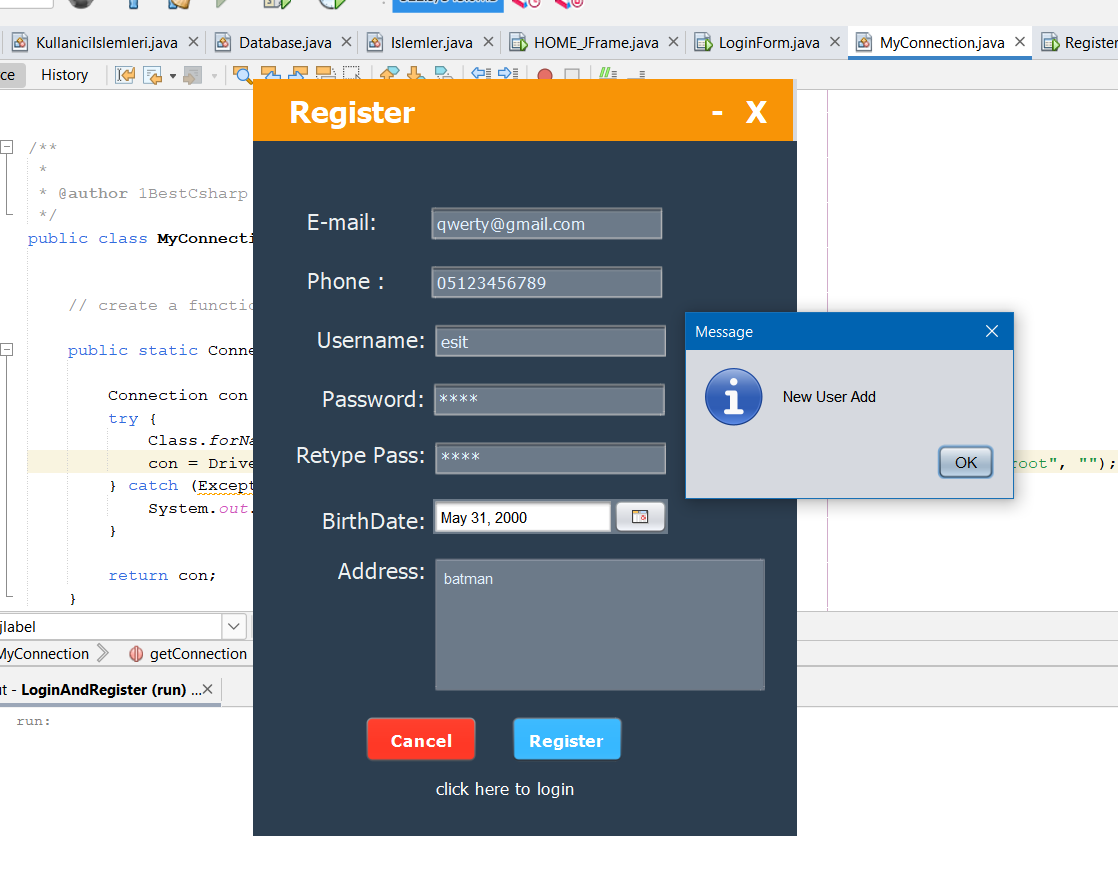 KullaniciIslemleri.java Database.java Islemler.java HOME_JFrame.java LoginForm.java MyConnection.java Register
ce History
Register - X
/**
*
* @author 1BestCsharp
*/
public class MyConnecti
// create a functio
public static Conne
Connection con
try {
Class.forNa
con = Drive
root", "");
} catch (Except
System.out.
}
return con;
}
E-mail: qwerty@gmail.com
Phone : 05123456789
Username: esit
Password: ****
Retype Pass: ****
BirthDate: May 31, 2000
Address: batman
Cancel Register
click here to login
Message
New User Add
OK
jlabel
MyConnection getConnection
ut - LoginAndRegister (run) ...
run: